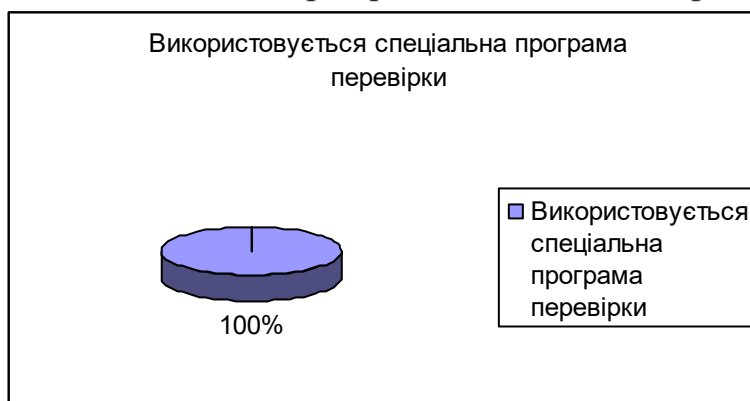 Використовується спеціальна програма
перевірки
Використовується
спеціальна
програма
перевірки
100%